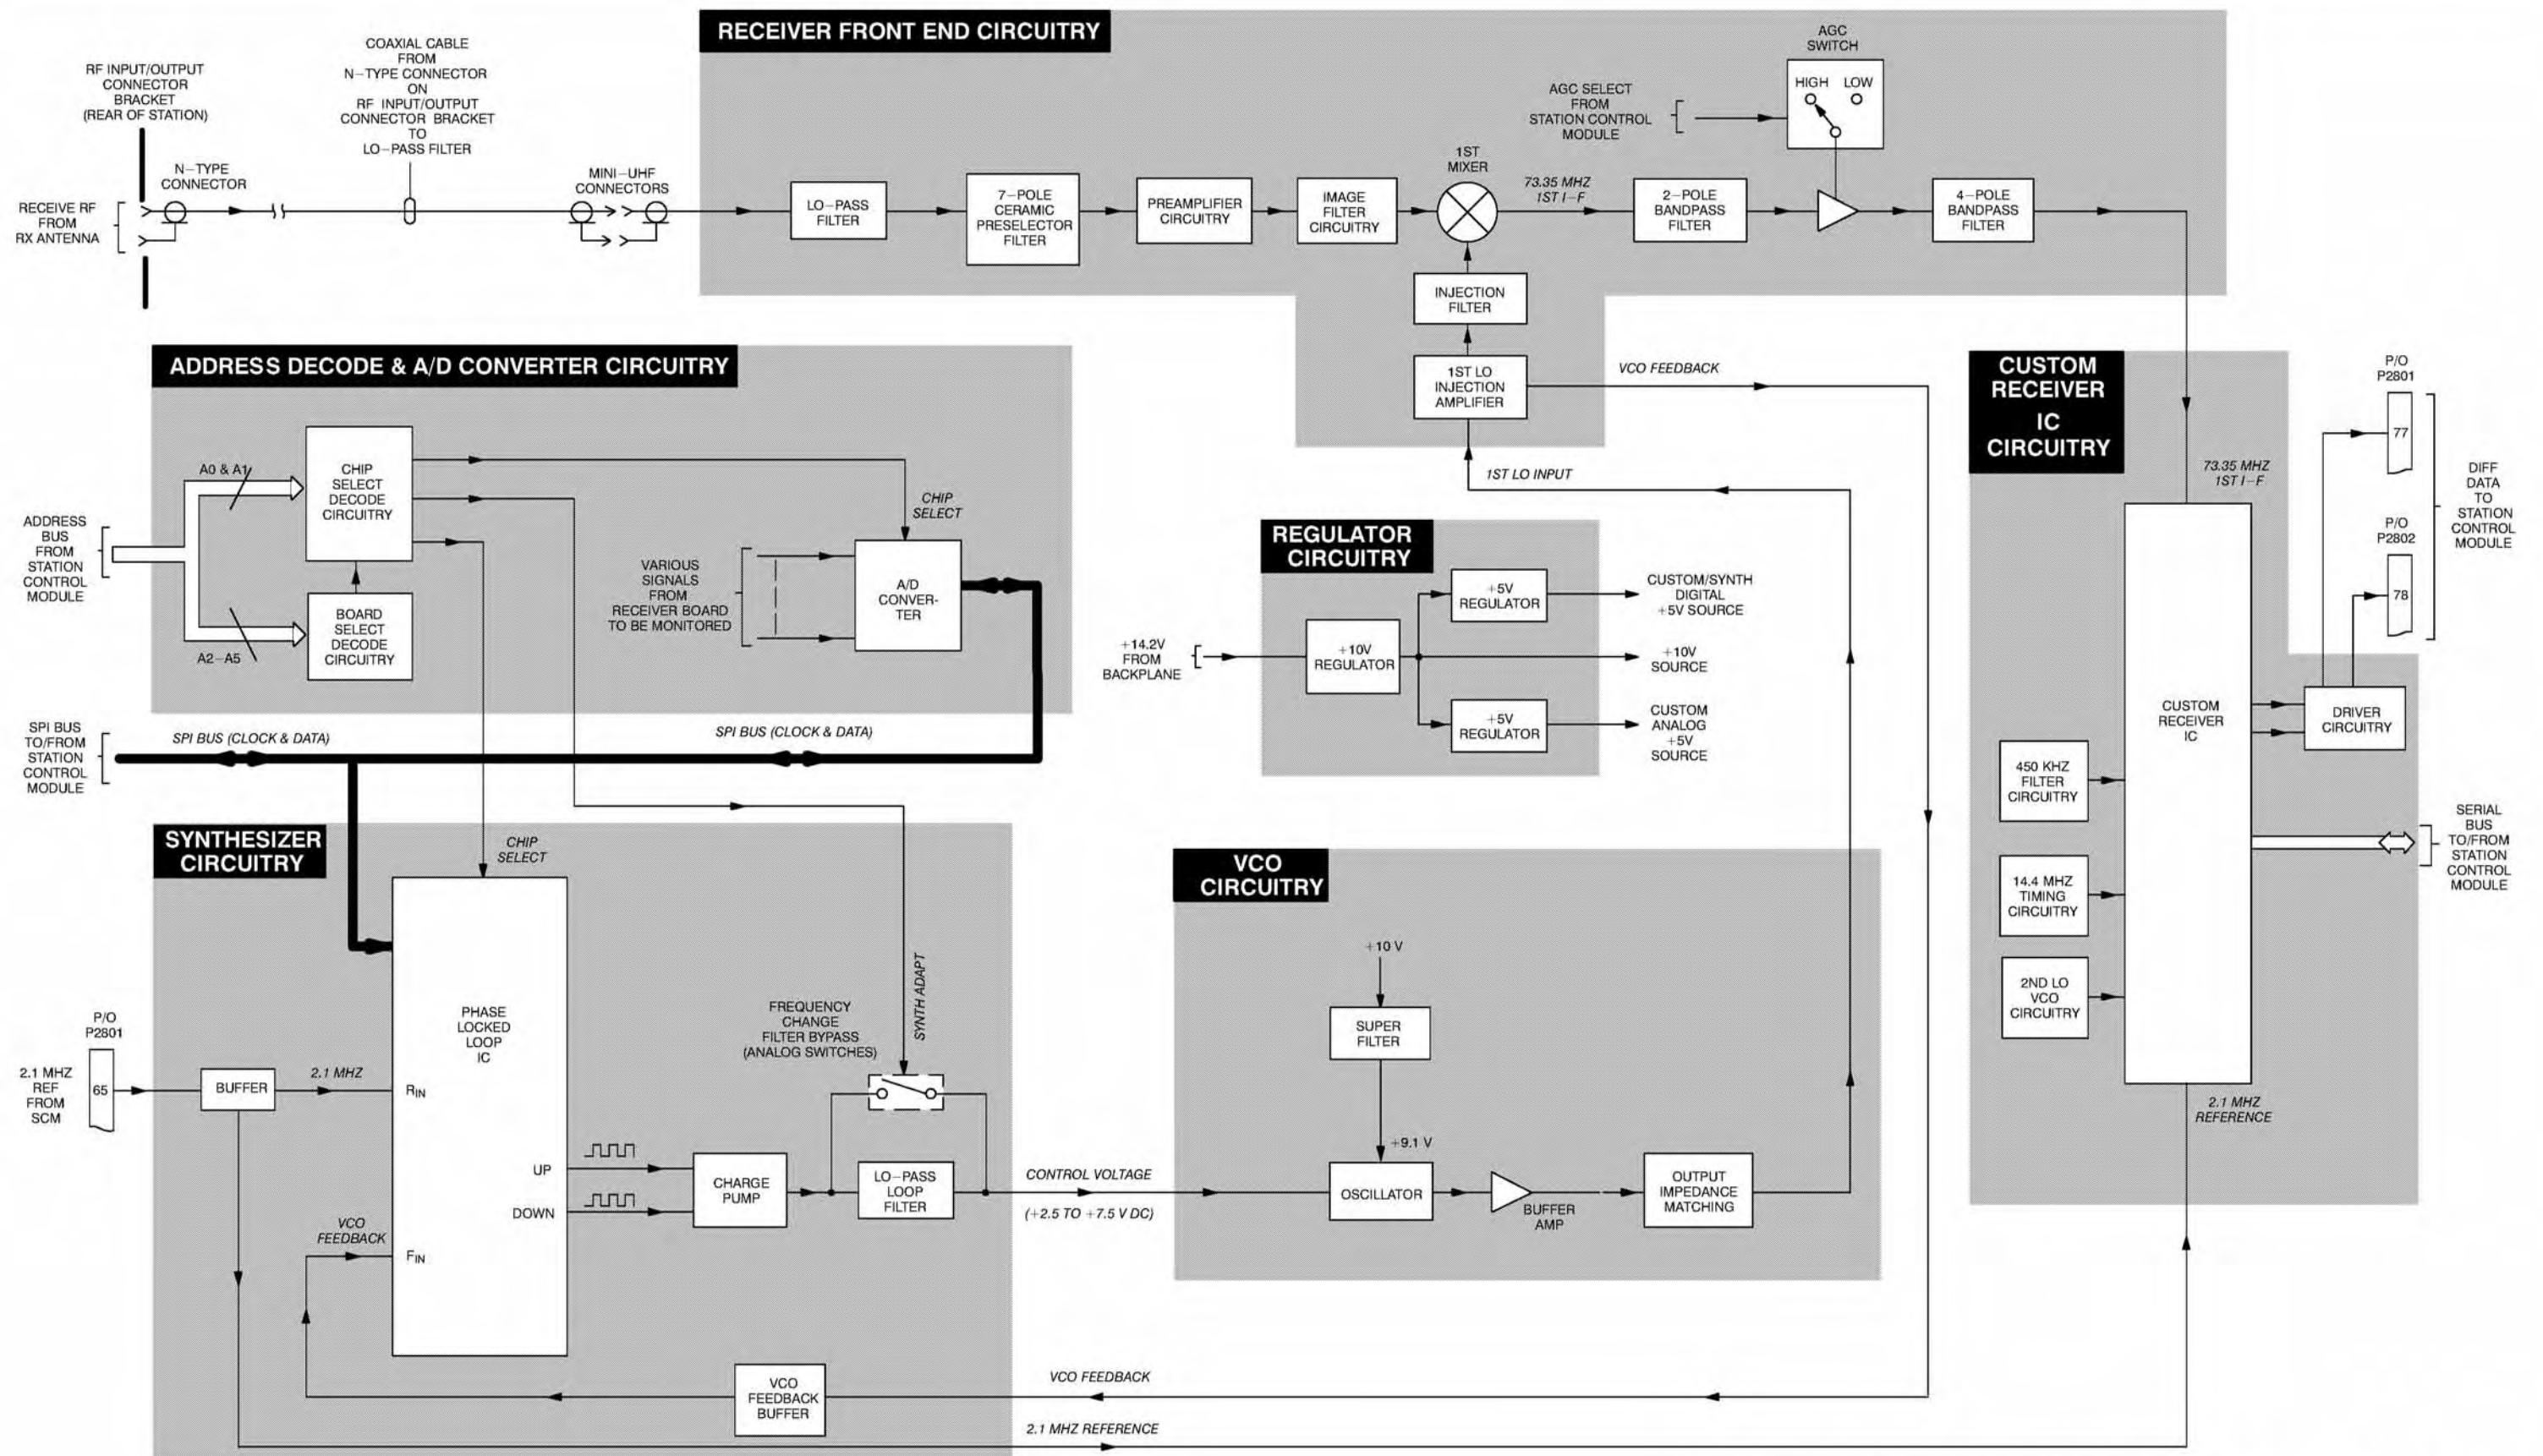 RECEIVER FRONT END CIRCUITRY
RF INPUT/OUTPUT
CONNECTOR
BRACKET
(REAR OF STATION)
COAXIAL CABLE
FROM
N-TYPE CONNECTOR
ON
RF INPUT/OUTPUT
CONNECTOR BRACKET
TO
LO-PASS FILTER
N-TYPE
CONNECTOR
MINI-UHF
CONNECTORS
RECEIVE RF
FROM
RX ANTENNA
LO-PASS
FILTER
7-POLE
CERAMIC
PRESELECTOR
FILTER
PREAMPLIFIER
CIRCUITRY
IMAGE
FILTER
CIRCUITRY
1ST
MIXER
73.35 MHZ
1ST I-F
2-POLE
BANDPASS
FILTER
AGC SELECT
FROM
STATION CONTROL
MODULE
AGC
SWITCH
HIGH LOW
4-POLE
BANDPASS
FILTER
INJECTION
FILTER
1ST LO
INJECTION
AMPLIFIER
VCO FEEDBACK
1ST LO INPUT
ADDRESS DECODE & A/D CONVERTER CIRCUITRY
ADDRESS
BUS
FROM
STATION
CONTROL
MODULE
A0 & A1
A2-A5
CHIP
SELECT
DECODE
CIRCUITRY
BOARD
SELECT
DECODE
CIRCUITRY
CHIP
SELECT
VARIOUS
SIGNALS
FROM
RECEIVER BOARD
TO BE MONITORED
A/D
CONVER-
TER
SPI BUS
TO/FROM
STATION
CONTROL
MODULE
SPI BUS (CLOCK & DATA)
SPI BUS (CLOCK & DATA)
REGULATOR
CIRCUITRY
+14.2V
FROM
BACKPLANE
+10V
REGULATOR
+5V
REGULATOR
+5V
REGULATOR
CUSTOM/SYNTH
DIGITAL
+5V SOURCE
+10V
SOURCE
CUSTOM
ANALOG
+5V
SOURCE
CUSTOM
RECEIVER
IC
CIRCUITRY
73.35 MHZ
1ST I-F
P/O
P2801
77
P/O
P2802
78
DIFF
DATA
TO
STATION
CONTROL
MODULE
CUSTOM
RECEIVER
IC
DRIVER
CIRCUITRY
450 KHZ
FILTER
CIRCUITRY
14.4 MHZ
TIMING
CIRCUITRY
2ND LO
VCO
CIRCUITRY
SERIAL
BUS
TO/FROM
STATION
CONTROL
MODULE
2.1 MHZ
REFERENCE
SYNTHESIZER
CIRCUITRY
CHIP
SELECT
P/O
P2801
2.1 MHZ
REF
FROM
SCM
65
BUFFER
2.1 MHZ
PHASE
LOCKED
LOOP
IC
RIN
UP
DOWN
FIN
VCO
FEEDBACK
CHARGE
PUMP
FREQUENCY
CHANGE
FILTER BYPASS
(ANALOG SWITCHES)
SYNTH ADAPT
LO-PASS
LOOP
FILTER
CONTROL VOLTAGE
(+2.5 TO +7.5 V DC)
VCO
CIRCUITRY
+10 V
SUPER
FILTER
+9.1 V
OSCILLATOR
BUFFER
AMP
OUTPUT
IMPEDANCE
MATCHING
VCO
FEEDBACK
BUFFER
VCO FEEDBACK
2.1 MHZ REFERENCE